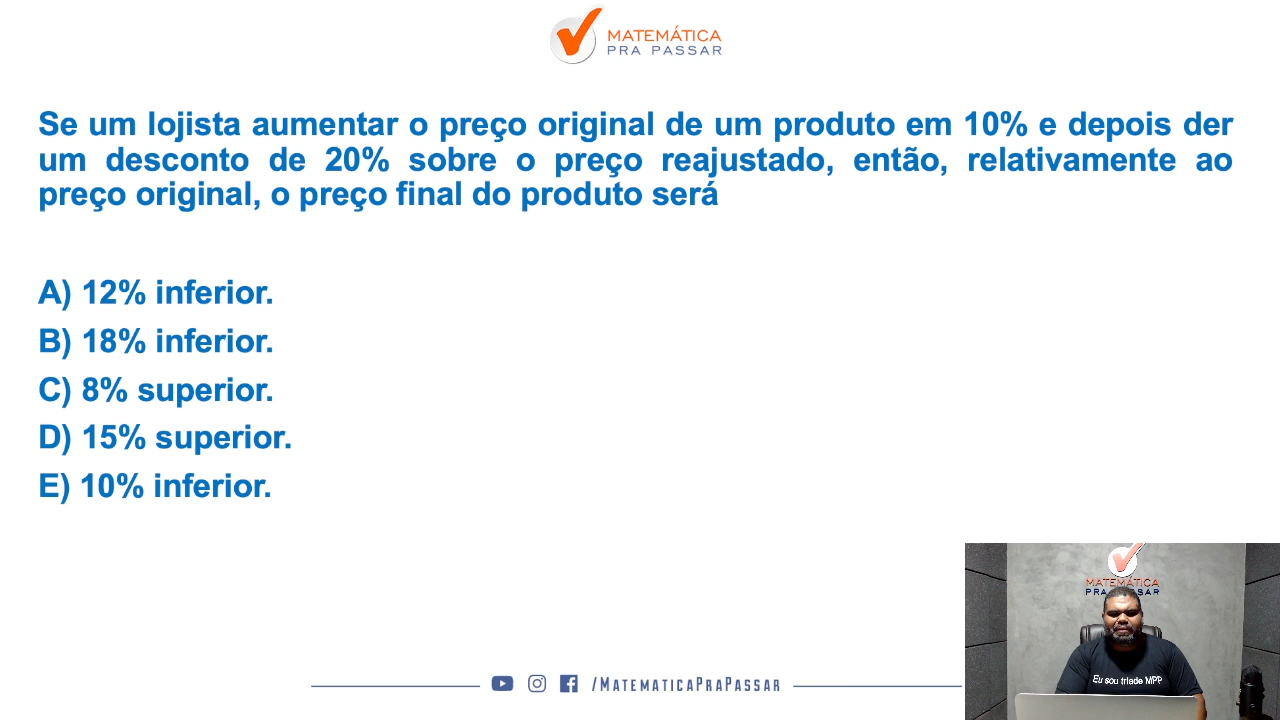 MATEMÁTICA
PRA PASSAR
Se um lojista aumentar o preço original de um produto em 10% e depois der
um desconto de 20% sobre o preço reajustado, então, relativamente ao
preço original, o preço final do produto será
A) 12% inferior.
B) 18% inferior.
C) 8% superior.
D) 15% superior.
E) 10% inferior.
MATEMÁTICA
PRA PASSAR
Eu sou tríade MPP
/MATEMATICAPRAPASSAR